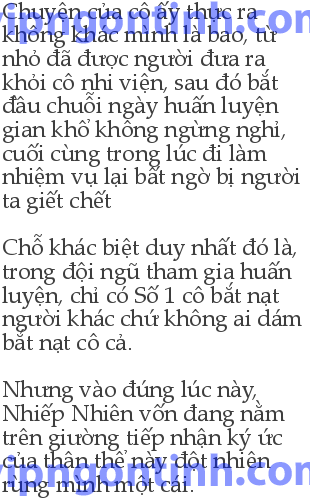 Chuyện của cô ấy thực ra
không khác mình là bao, từ
nhỏ đã được người đưa ra
khỏi cô nhi viện, sau đó bắt
đầu chuỗi ngày huấn luyện
gian khổ không ngừng nghỉ,
cuối cùng trong lúc đi làm
nhiệm vụ lại bất ngờ bị người
ta giết chết
Chỗ khác biệt duy nhất đó là,
trong đội ngũ tham gia huấn
luyện, chỉ có Số 1 cô bắt nạt
người khác chứ không ai dám
bắt nạt cô cả.
Nhưng vào đúng lúc này,
Nhiếp Nhiên vốn đang nằm
trên giường tiếp nhận ký ức
của thân thể này đột nhiên
rùng mình một cái.
vipngontinh.com
vipngontinh.com